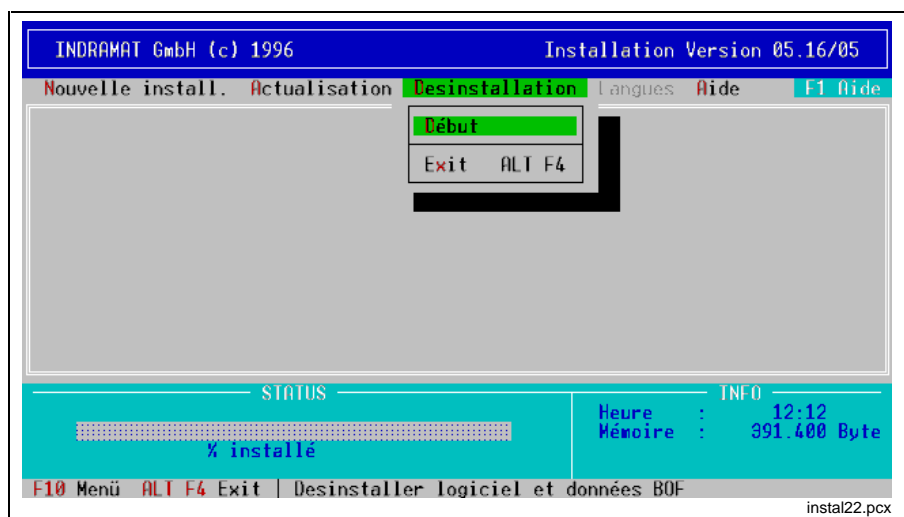 INDRAMAT GmbH (c) 1996 Installation Version 05.16/05
Nouvelle install. Actualisation Desinstallation Langues Aide F1 Aide
Début
Exit ALT F4
STATUS INFO
Heure : 12:12
Mémoire : 391.400 Byte
% installé
F10 Menü ALT F4 Exit | Desinstaller logiciel et données BOF
instal22.pcx